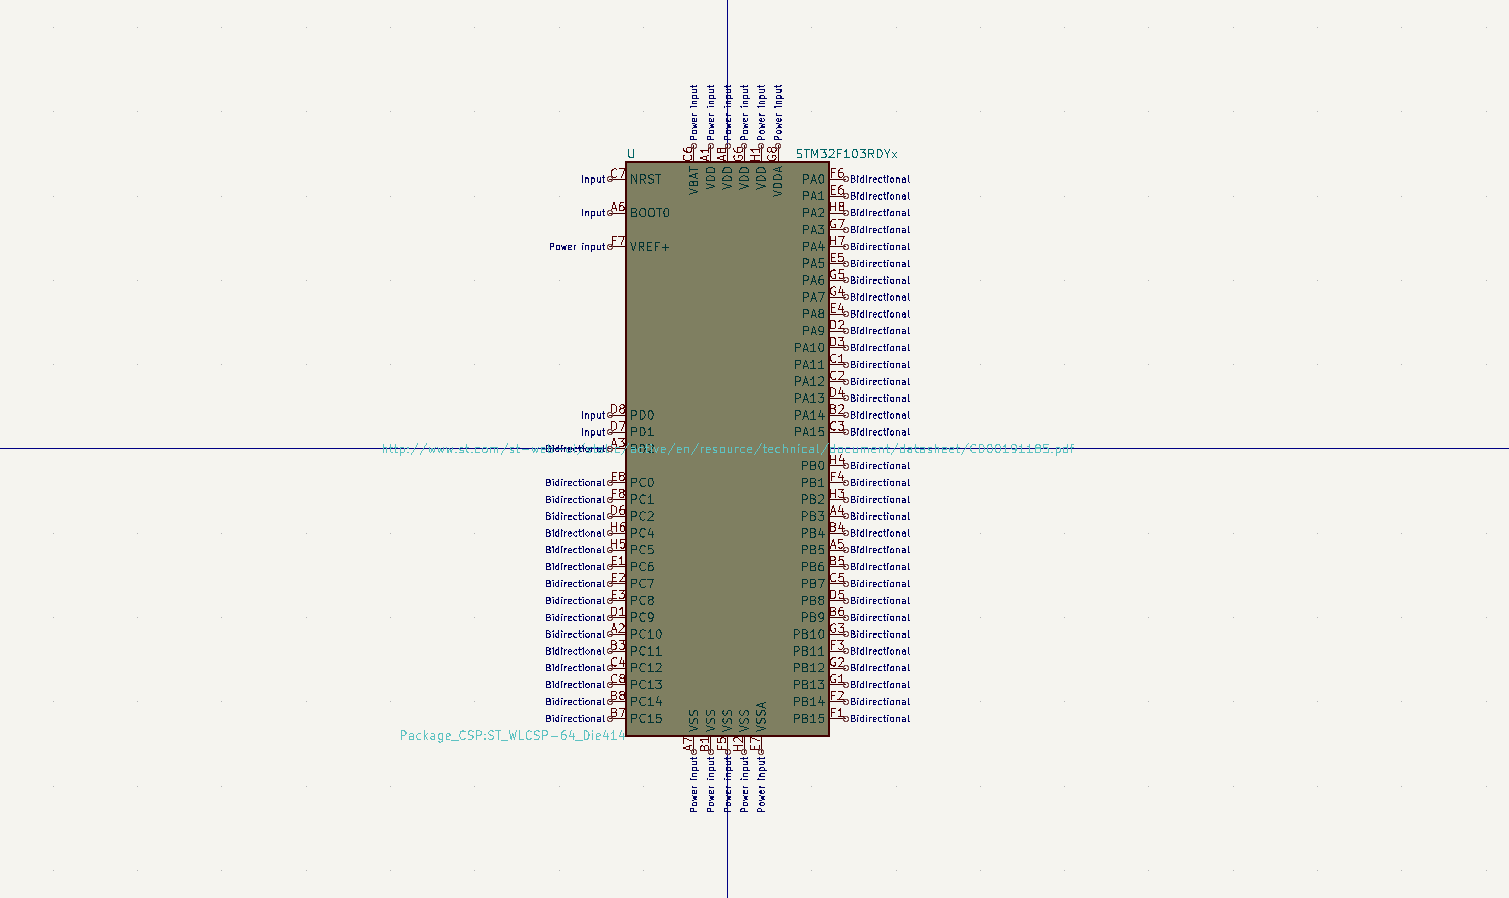 Power input Power input Power input Power input Power input Power input
C6 A1 A8 G6 H1 G8
U STM32F103RDYx
VBAT VDD VDD VDD VDD VDDA
Input C7 NRST PA0 F6 Bidirectional
PA1 E6 Bidirectional
Input A6 BOOT0 PA2 H8 Bidirectional
PA3 G7 Bidirectional
Power input F7 VREF+ PA4 H7 Bidirectional
PA5 E5 Bidirectional
PA6 G5 Bidirectional
PA7 G4 Bidirectional
PA8 E4 Bidirectional
PA9 D2 Bidirectional
PA10 D3 Bidirectional
PA11 C1 Bidirectional
PA12 C2 Bidirectional
PA13 D4 Bidirectional
Input D8 PD0 PA14 B2 Bidirectional
Input D7 PD1 PA15 C3 Bidirectional
Bidirectional A3 PD2
http://www.st.com/st-web-ui/static/active/en/resource/technical/document/datasheet/CD00191185.pdf
PB0 H4 Bidirectional
Bidirectional E8 PC0 PB1 F4 Bidirectional
Bidirectional F8 PC1 PB2 H3 Bidirectional
Bidirectional D6 PC2 PB3 A4 Bidirectional
Bidirectional H6 PC4 PB4 B4 Bidirectional
Bidirectional H5 PC5 PB5 A5 Bidirectional
Bidirectional E1 PC6 PB6 B5 Bidirectional
Bidirectional E2 PC7 PB7 C5 Bidirectional
Bidirectional E3 PC8 PB8 D5 Bidirectional
Bidirectional D1 PC9 PB9 B6 Bidirectional
Bidirectional A2 PC10 PB10 G3 Bidirectional
Bidirectional B3 PC11 PB11 F3 Bidirectional
Bidirectional C4 PC12 PB12 G2 Bidirectional
Bidirectional C8 PC13 PB13 G1 Bidirectional
Bidirectional B8 PC14 PB14 F2 Bidirectional
Bidirectional B7 PC15 PB15 F1 Bidirectional
VSS VSS VSS VSS VSSA
Package_CSP:ST_WLCSP-64_Die414
A7 B1 F5 H2 E7
Power input Power input Power input Power input Power input